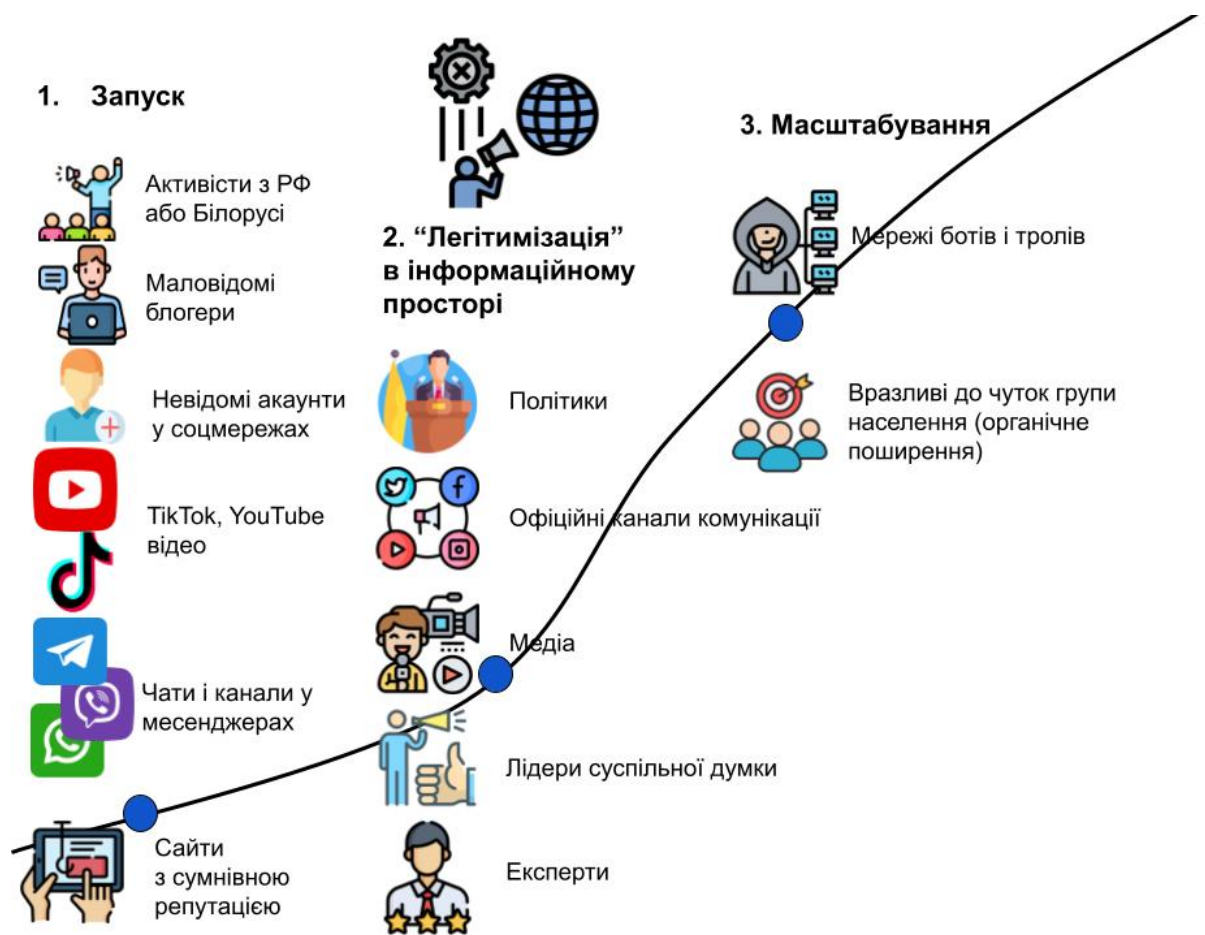 1. Запуск
Активісти з РФ
або Білорусі
Маловідомі
блогери
Невідомі акаунти
у соцмережах
TikTok, YouTube
відео
Чати і канали у
месенджерах
Сайти
з сумнівною
репутацією
2. “Легітимізація”
в інформаційному
просторі
Політики
Офіційні канали комунікації
Медіа
Лідери суспільної думки
Експерти
3. Масштабування
Мережі ботів і тролів
Вразливі до чуток групи
населення (органічне
поширення)